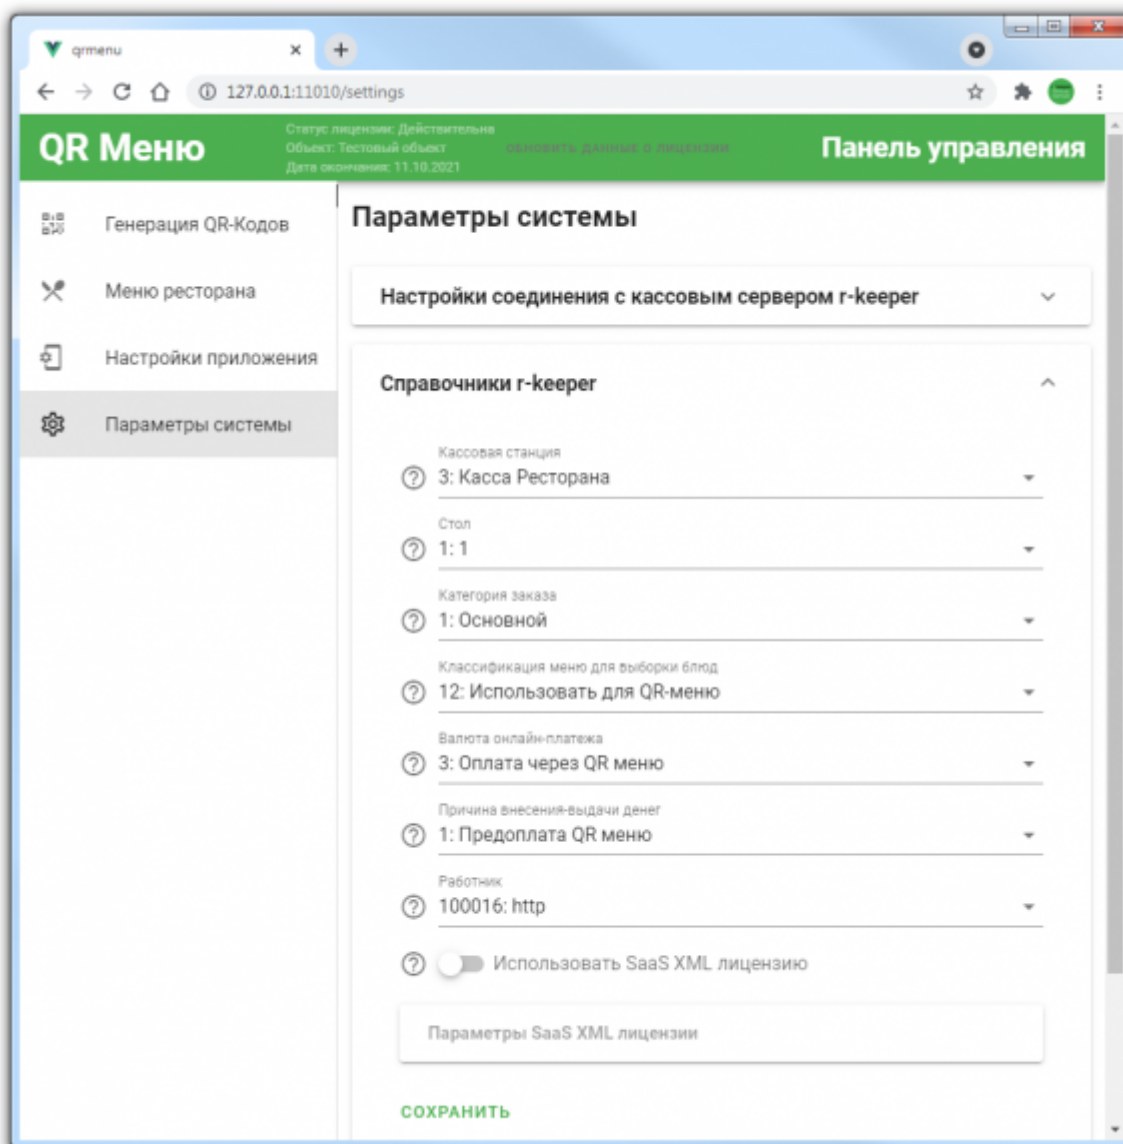 qrmenu
127.0.0.1:11010/settings
QR Меню
Статус лицензии: Действительна
Объект: Тестовый объект
Дата окончания: 11.10.2021
ОБНОВИТЬ ДАННЫЕ О ЛИЦЕНЗИИ
Панель управления
Генерация QR-Кодов
Меню ресторана
Настройки приложения
Параметры системы
Параметры системы
Настройки соединения с кассовым сервером r-keeper
Справочники r-keeper
Кассовая станция
3: Касса Ресторана
Стол
1: 1
Категория заказа
1: Основной
Классификация меню для выборки блюд
12: Использовать для QR-меню
Валюта онлайн-платежа
3: Оплата через QR меню
Причина внесения-выдачи денег
1: Предоплата QR меню
Работник
100016: http
Использовать SaaS XML лицензию
Параметры SaaS XML лицензии
СОХРАНИТЬ